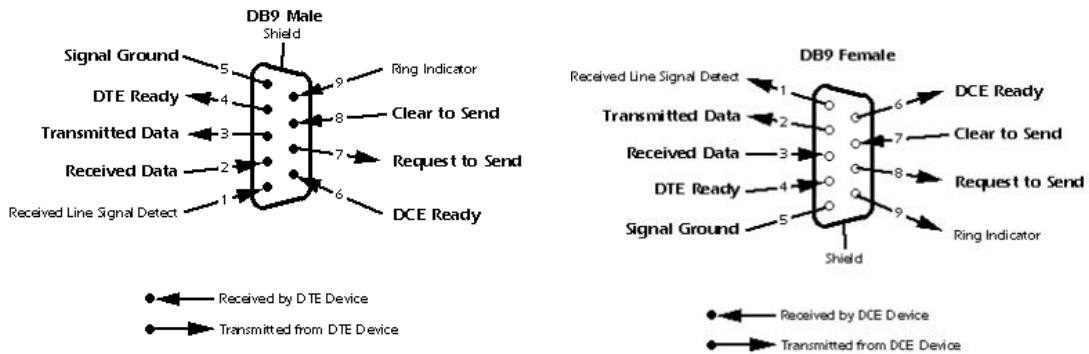 DB9 Male
Shield
Signal Ground
5
9
Ring Indicator
DTE Ready
4
8
Clear to Send
Transmitted Data
3
7
Request to Send
Received Data
2
6
DCE Ready
Received Line Signal Detect
1
Received by DTE Device
Transmitted from DTE Device
DB9 Female
Received Line Signal Detect
1
6
DCE Ready
Transmitted Data
2
7
Clear to Send
Received Data
3
8
Request to Send
DTE Ready
4
9
Ring Indicator
Signal Ground
5
Shield
Received by DCE Device
Transmitted from DCE Device